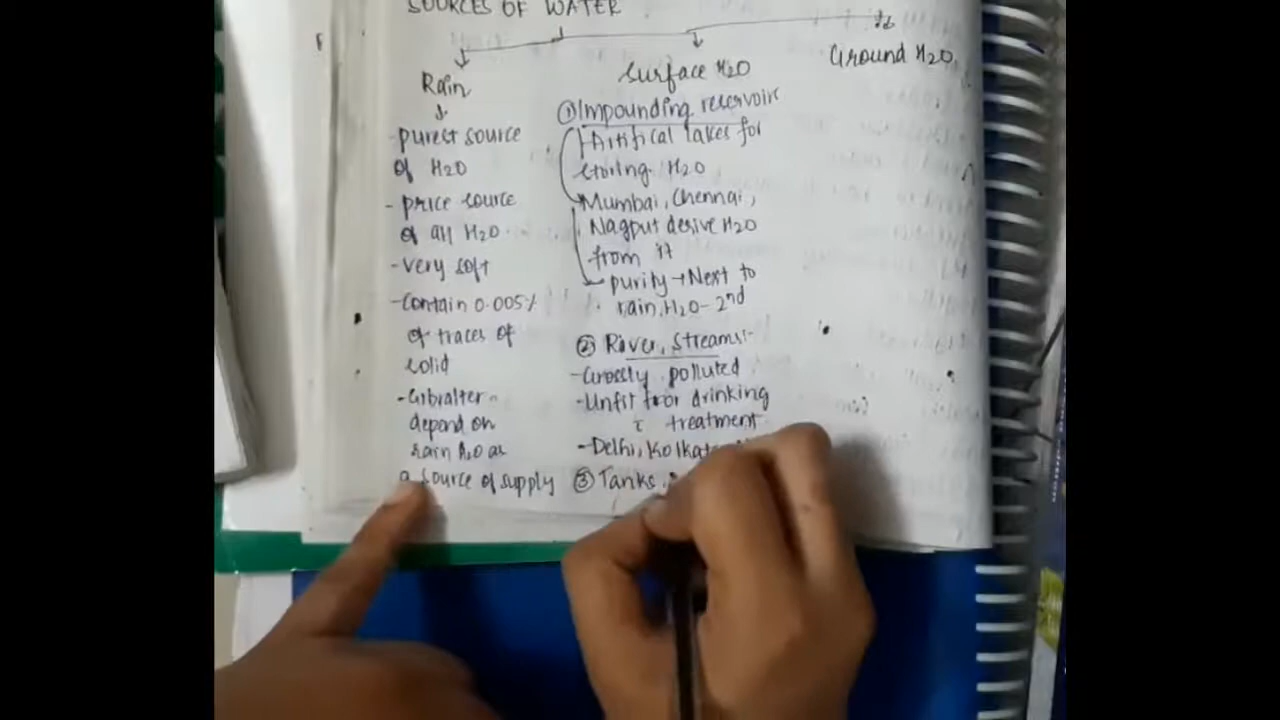 SOURCES OF WATER
Rain
-purest source
of H2O
- price source
of all H2O.
-very soft
-contain 0.005%
of traces of
solid
-Gibralter
depend on
rain H2O as
a source of supply
Surface H2O
① Impounding reservoir
Artifical lakes for
storing H2O
Mumbai, Chennai,
Nagput derive H2O
from it
purity → Next to
rain H2O - 2nd
② River, Streams:-
-Grossly polluted
-Unfit foor drinking
treatment
-Delhi, Kolkata
③ Tanks,
Ground H2O